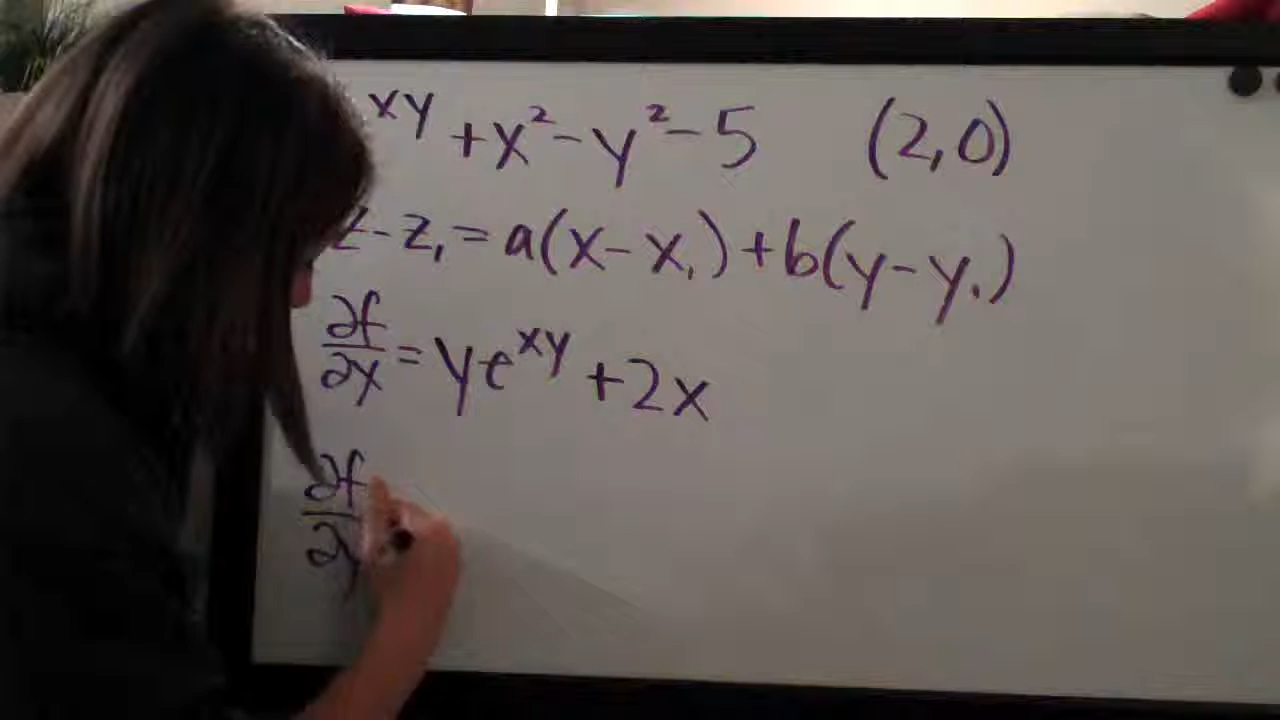 xy + x² - y² - 5 (2,0)
z - z₁ = a(x - x₁) + b(y - y₁)
∂f/∂x = ye^xy + 2x
∂f/∂y